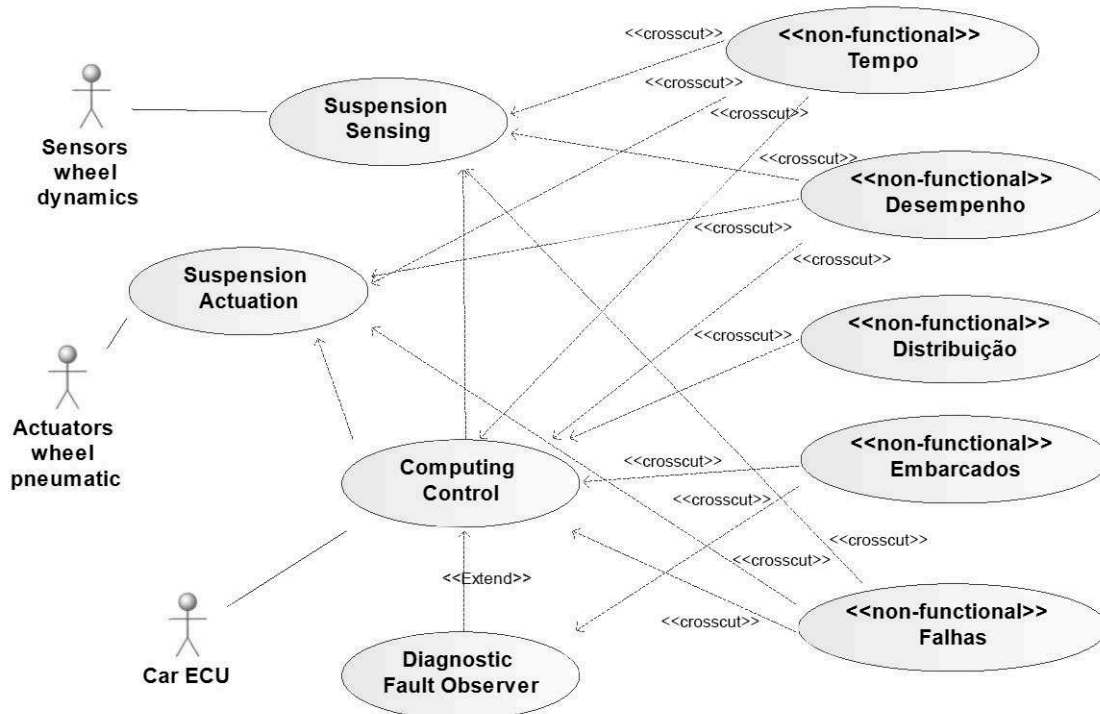 <<non-functional>>
Tempo
<<crosscut>>
<<crosscut>>
<<crosscut>>
Suspension
Sensing
Sensors
wheel
dynamics
<<crosscut>>
<<non-functional>>
Desempenho
<<crosscut>>
<<crosscut>>
Suspension
Actuation
<<non-functional>>
Distribuição
<<crosscut>>
Actuators
wheel
pneumatic
<<non-functional>>
Embarcados
<<crosscut>>
Computing
Control
<<crosscut>>
<<crosscut>>
<<crosscut>>
<<Extend>>
<<non-functional>>
Falhas
<<crosscut>>
Car ECU
Diagnostic
Fault Observer